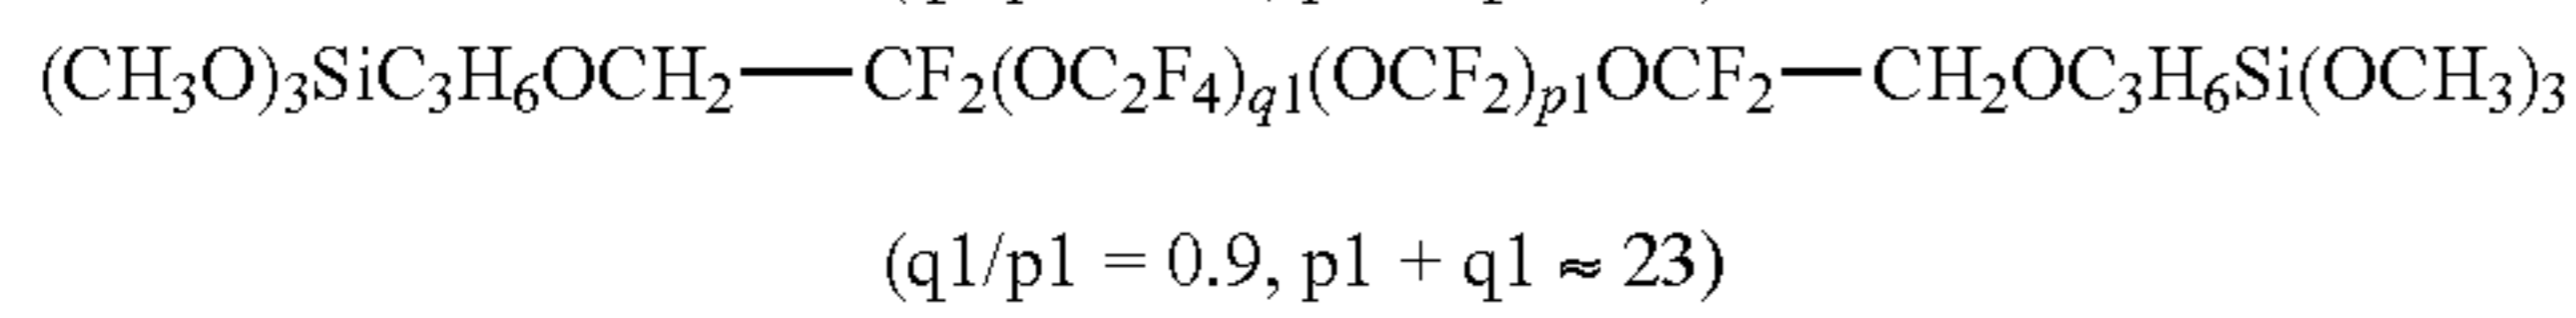 (CH₃O)₃SiC₃H₆OCH₂—CF₂(OC₂F₄)q1(OCF₂)p1OCF₂—CH₂OC₃H₆Si(OCH₃)₃
(q1/p1 = 0.9, p1 + q1 ≈ 23)